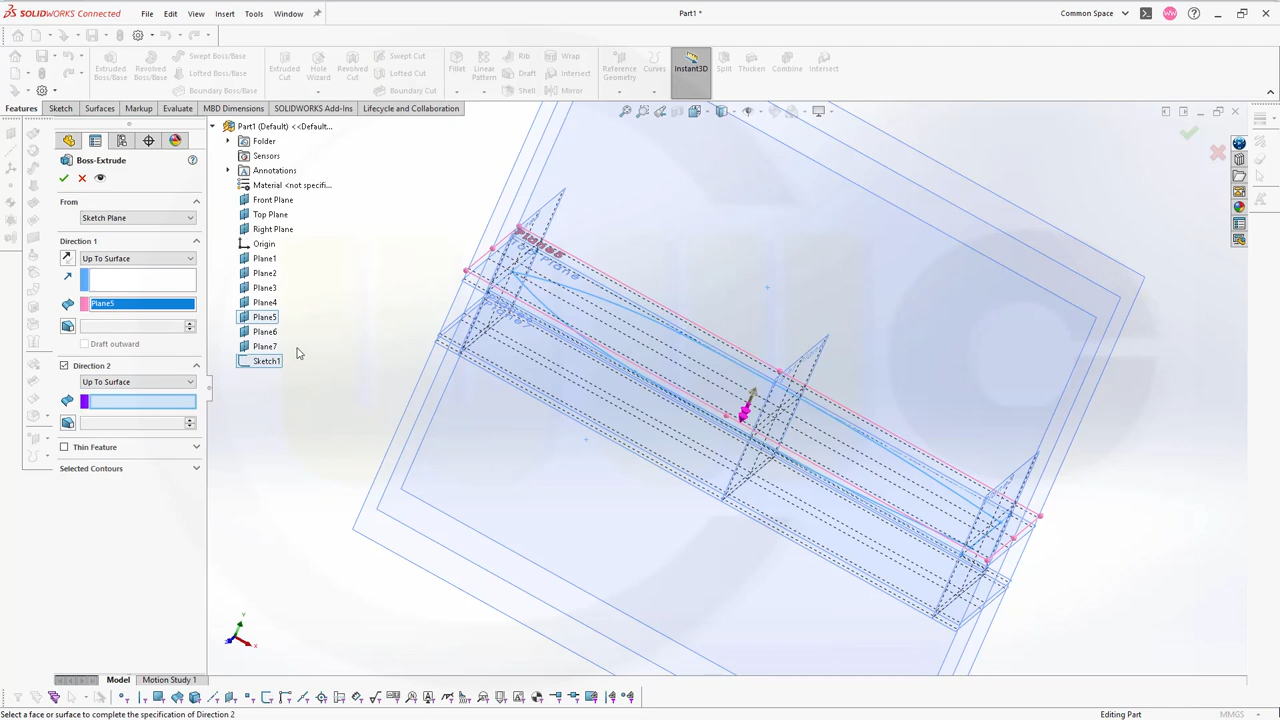 SOLIDWORKS Connected
File Edit View Insert Tools Window
Part1 *
Common Space
WW
Extruded Boss/Base
Revolved Boss/Base
Swept Boss/Base
Lofted Boss/Base
Boundary Boss/Base
Extruded Cut
Hole Wizard
Revolved Cut
Swept Cut
Lofted Cut
Boundary Cut
Fillet
Linear Pattern
Rib
Draft
Shell
Wrap
Intersect
Mirror
Reference Geometry
Curves
Instant3D
Split
Thicken
Combine
Intersect
Features Sketch Surfaces Markup Evaluate MBD Dimensions SOLIDWORKS Add-Ins Lifecycle and Collaboration
Boss-Extrude
From
Sketch Plane
Direction 1
Up To Surface
Plane5
Draft outward
Direction 2
Up To Surface
Thin Feature
Selected Contours
Part1 (Default) <<Default...
Folder
Sensors
Annotations
Material <not specifi...
Front Plane
Top Plane
Right Plane
Origin
Plane1
Plane2
Plane3
Plane4
Plane5
Plane6
Plane7
Sketch1
Y
X
Model Motion Study 1
Select a face or surface to complete the specification of Direction 2
Editing Part
MMGS